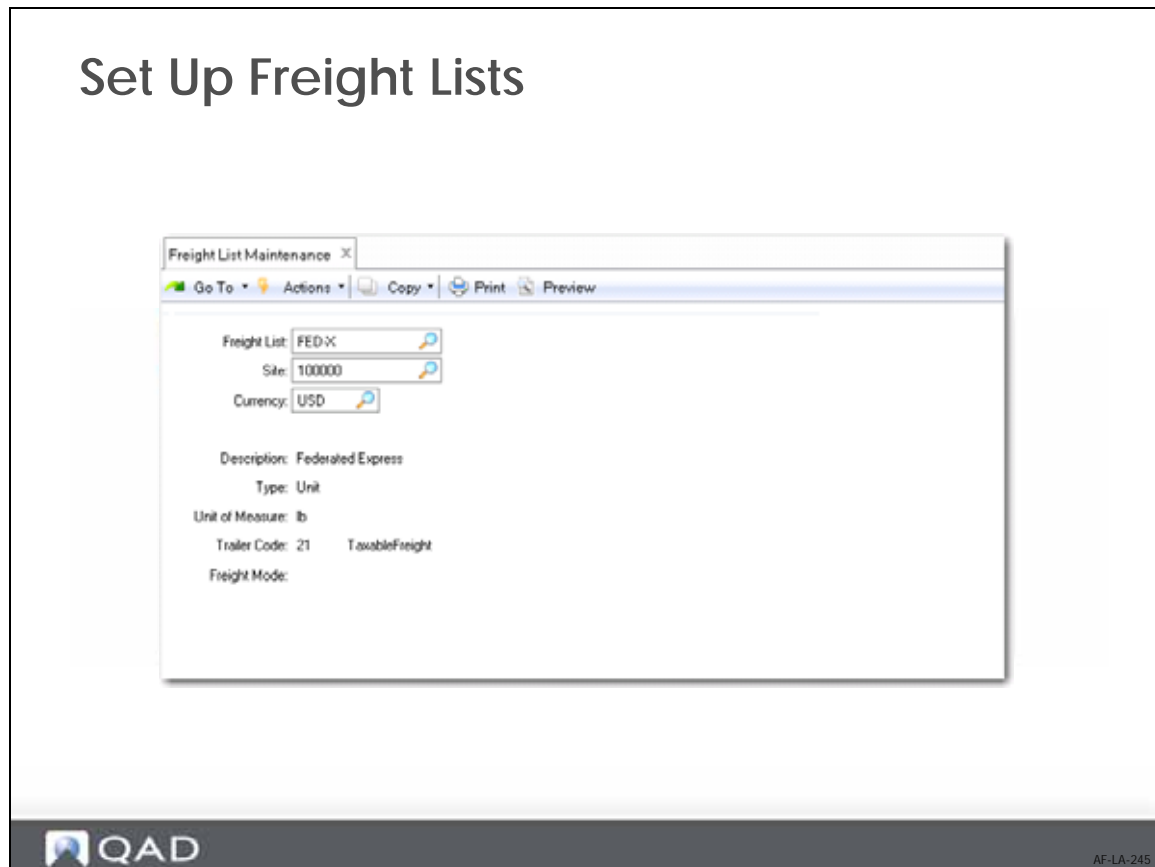 Set Up Freight Lists
Freight List Maintenance X
Go To Actions Copy Print Preview
Freight List: FED-X
Site: 100000
Currency: USD
Description: Federated Express
Type: Unit
Unit of Measure: lb
Trailer Code: 21 TaxableFreight
Freight Mode:
QAD
AF-LA-245